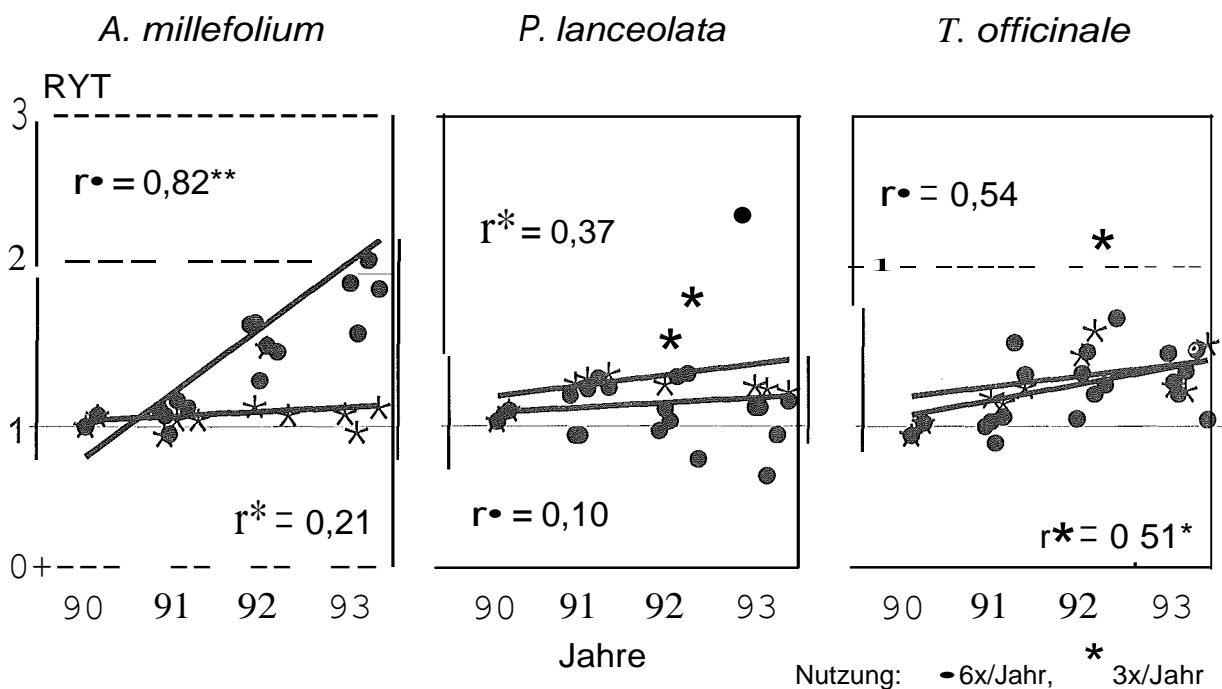 A. millefolium P. lanceolata T. officinale
RYT
3
r• = 0,82**
r* = 0,37
r• = 0,54
2
1
1
r* = 0,21
r• = 0,10
r* = 0 51*
0
90 91 92 93 90 91 92 93 90 91 92 93
Jahre
Nutzung: • 6x/Jahr, * 3x/Jahr